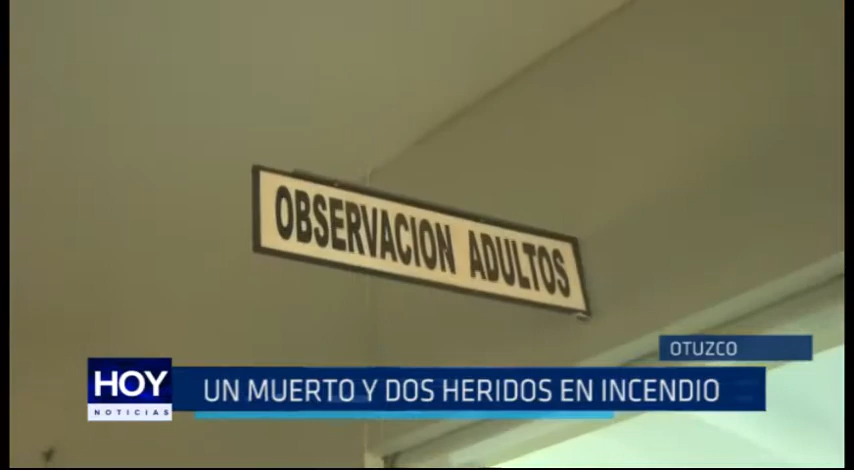 OBSERVACION ADULTOS
OTUZCO
HOY
NOTICIAS
UN MUERTO Y DOS HERIDOS EN INCENDIO